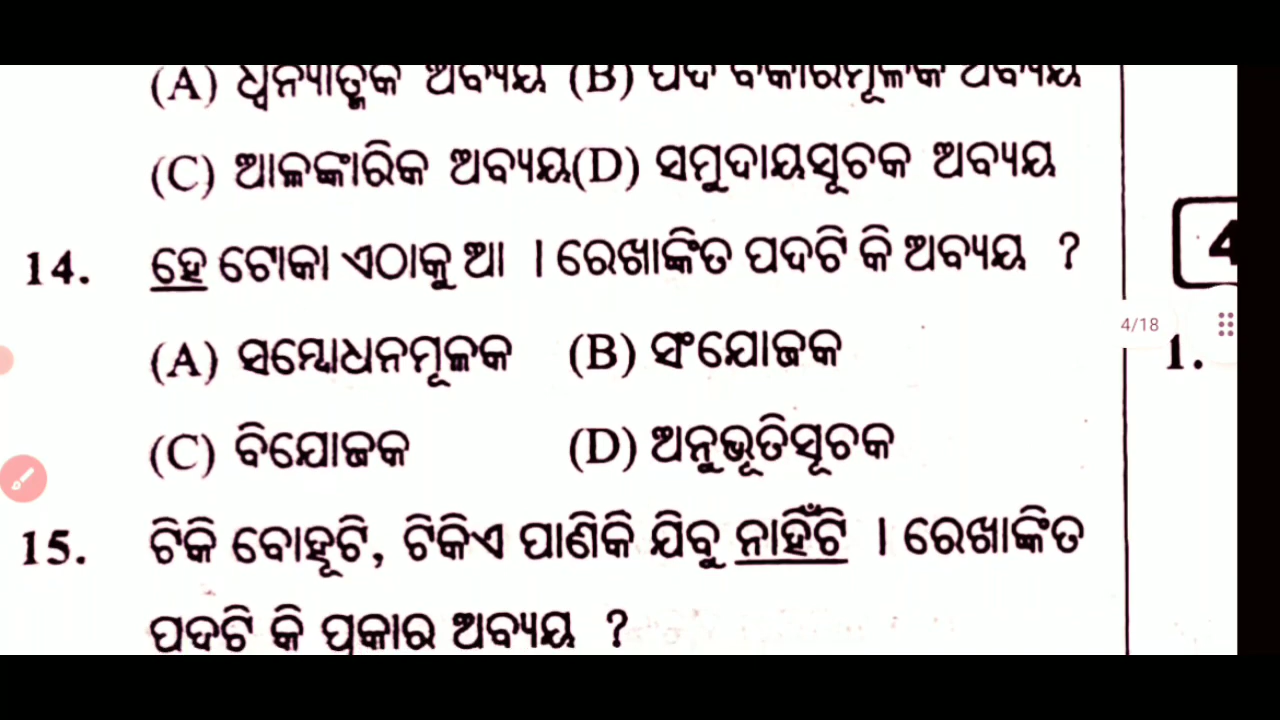 (A) ଧ୍ୱନ୍ୟାତ୍ମକ ଅବ୍ୟୟ (B) ପଦ ବିକାରମୂଳକ ଅବ୍ୟୟ
(C) ଆଳଙ୍କାରିକ ଅବ୍ୟୟ(D) ସମୁଦାୟସୂଚକ ଅବ୍ୟୟ
14. ହେ ଟୋକା ଏଠାକୁ ଆ । ରେଖାଙ୍କିତ ପଦଟି କି ଅବ୍ୟୟ ?
(A) ସମ୍ବୋଧନମୂଳକ (B) ସଂଯୋଜକ
(C) ବିଯୋଜକ (D) ଅନୁଭୂତିସୂଚକ
15. ଟିକି ବୋହୂଟି, ଟିକିଏ ପାଣିକି ଯିବୁ ନାହିଁଟି । ରେଖାଙ୍କିତ
ପଦଟି କି ପ୍ରକାର ଅବ୍ୟୟ ?
4
4/18
1.